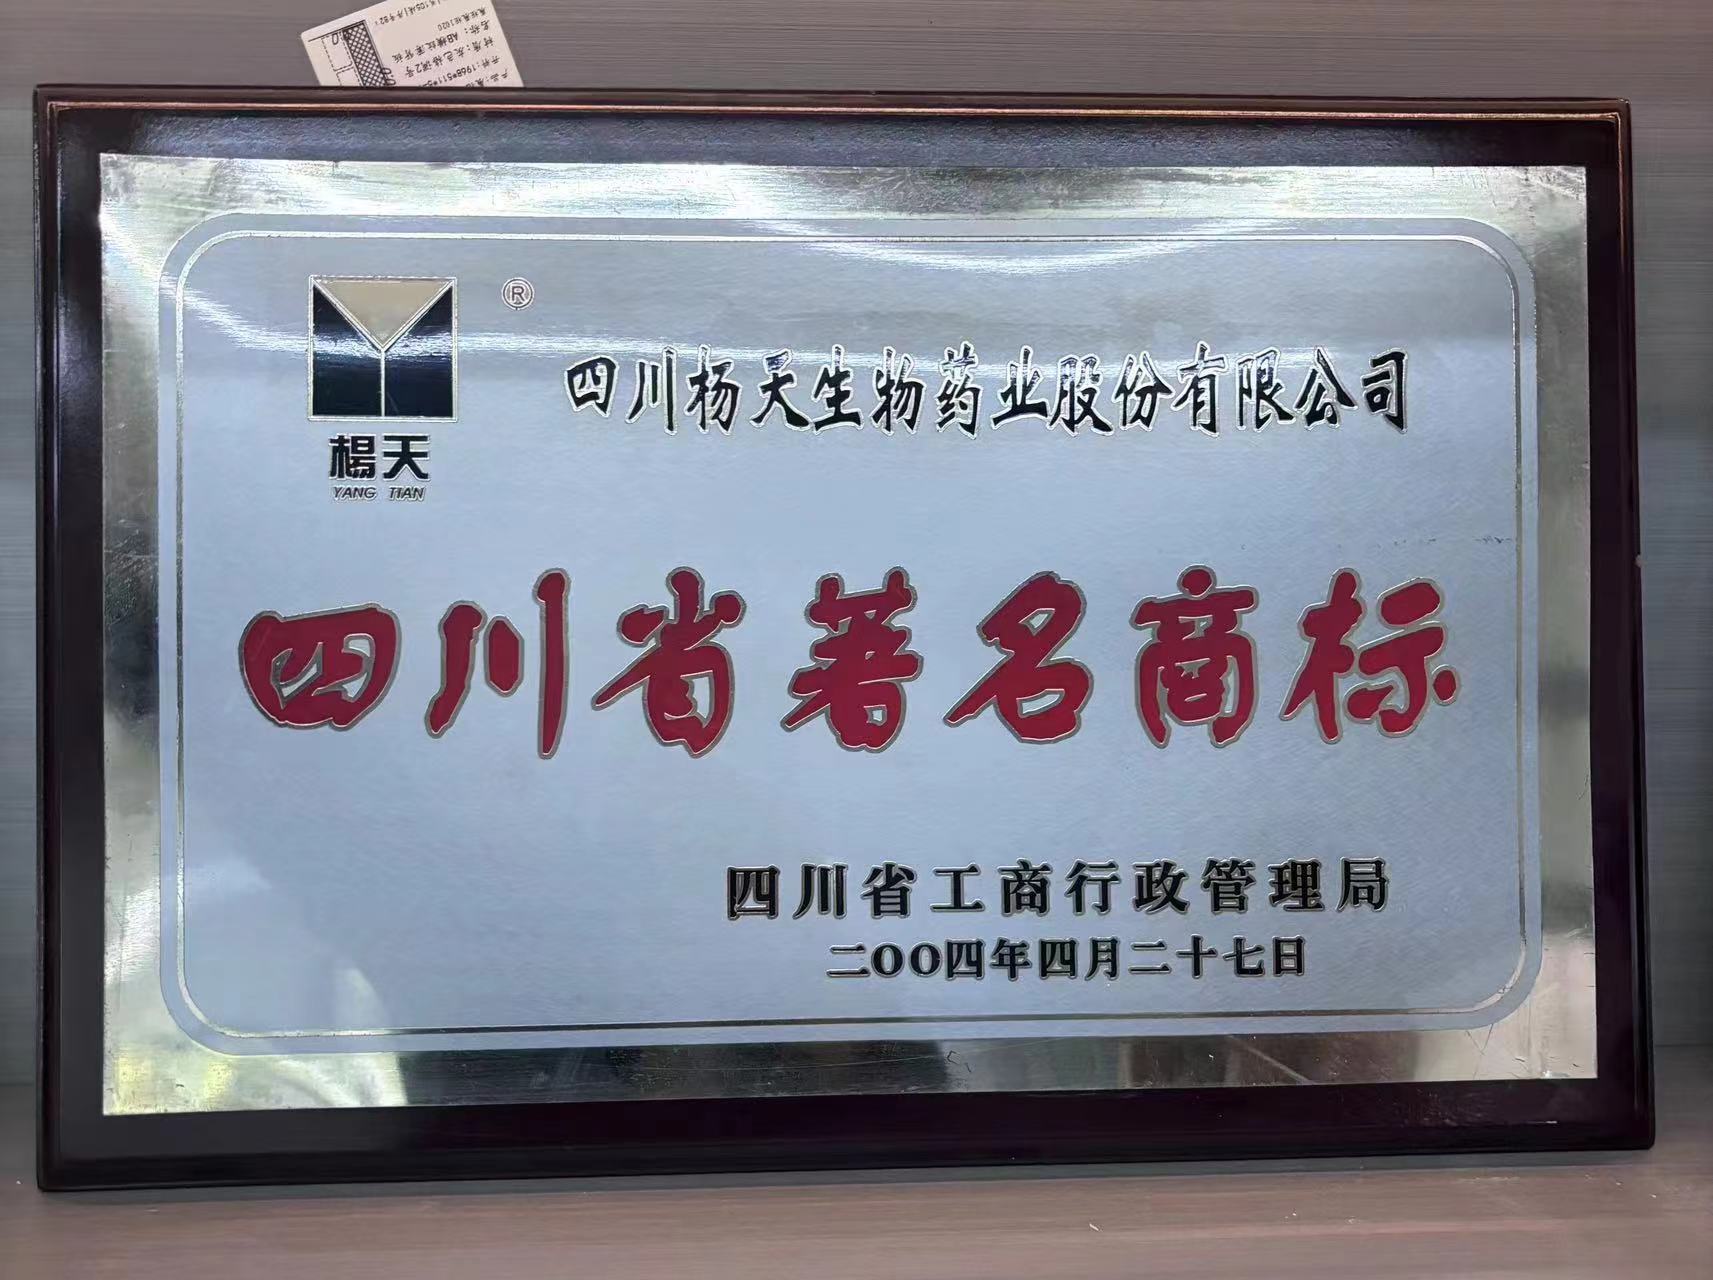 ®
楊天
YANG TIAN
四川杨天生物药业股份有限公司
四川省著名商标
四川省工商行政管理局
二OO四年四月二十七日